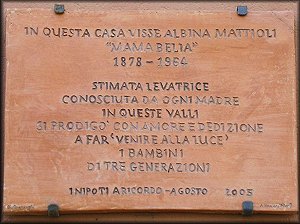 IN QUESTA CASA VISSE ALBINA MATTIOLI
"MAMA BELIA"
1878 - 1964
STIMATA LEVATRICE
CONOSCIUTA DA OGNI MADRE
IN QUESTE VALLI
SI PRODIGO' CON AMORE E DEDIZIONE
A FAR 'VENIRE ALLA LUCE'
I BAMBINI
DI TRE GENERAZIONI
I NIPOTI A RICORDO - AGOSTO 2005